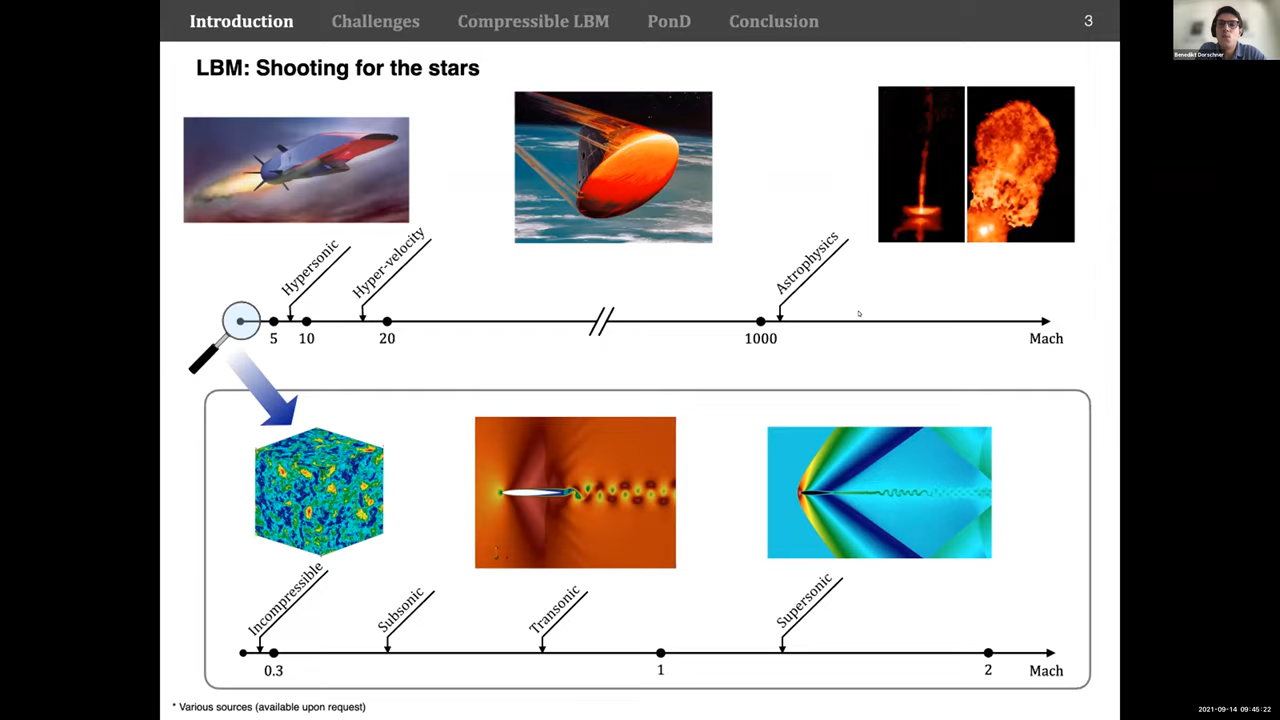 Introduction Challenges Compressible LBM PonD Conclusion 3
Benedikt Dorschner
LBM: Shooting for the stars
Hypersonic
Hyper-velocity
Astrophysics
5 10 20 1000 Mach
Incompressible
Subsonic
Transonic
Supersonic
0.3 1 2 Mach
* Various sources (available upon request)
2021-09-14 09:45:22